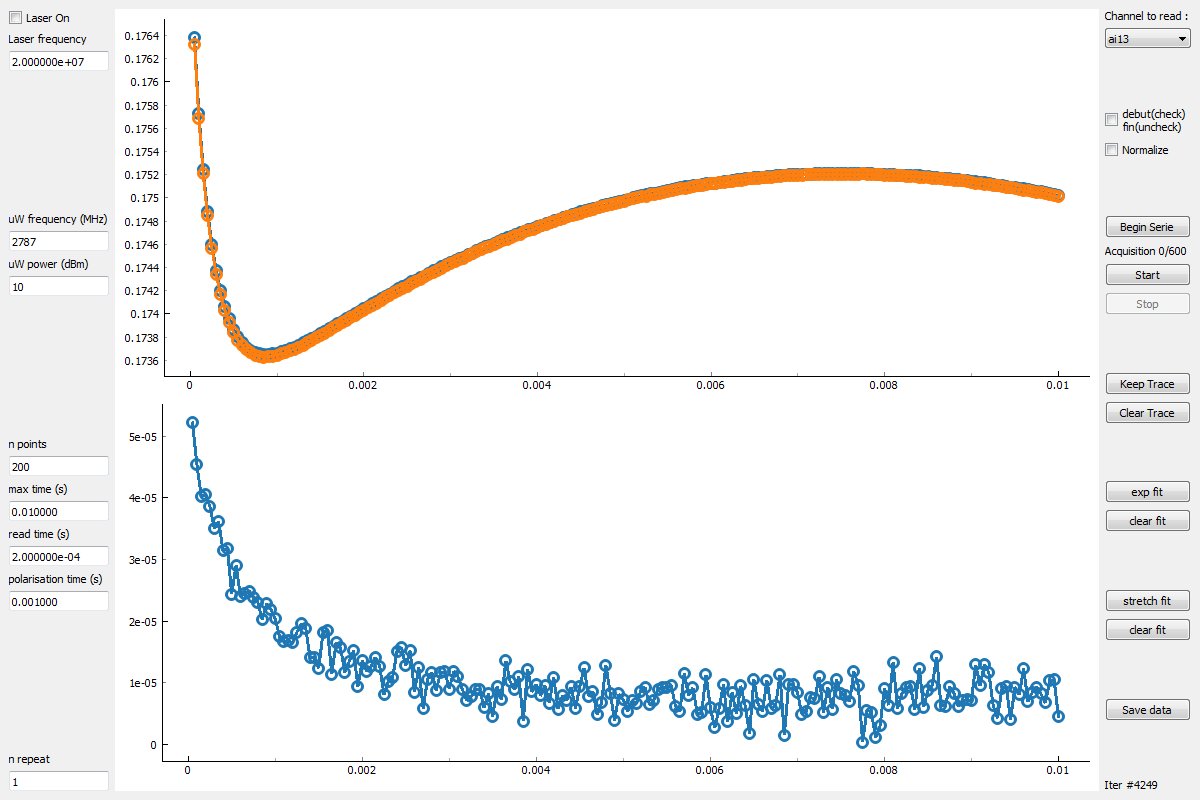 Laser On
Laser frequency
2.000000e+07
uW frequency (MHz)
2787
uW power (dBm)
10
n points
200
max time (s)
0.010000
read time (s)
2.000000e-04
polarisation time (s)
0.001000
n repeat
1
0.1764
0.1762
0.176
0.1758
0.1756
0.1754
0.1752
0.175
0.1748
0.1746
0.1744
0.1742
0.174
0.1738
0.1736
0 0.002 0.004 0.006 0.008 0.01
5e-05
4e-05
3e-05
2e-05
1e-05
0
0 0.002 0.004 0.006 0.008 0.01
Channel to read :
ai13
debut(check)
fin(uncheck)
Normalize
Begin Serie
Acquisition 0/600
Start
Stop
Keep Trace
Clear Trace
exp fit
clear fit
stretch fit
clear fit
Save data
Iter #4249